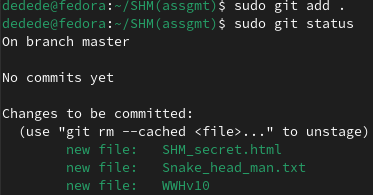 dedede@fedora:~/SHM(assgmt)$ sudo git add .
dedede@fedora:~/SHM(assgmt)$ sudo git status
On branch master
No commits yet
Changes to be committed:
(use "git rm --cached <file>..." to unstage)
new file: SHM_secret.html
new file: Snake_head_man.txt
new file: WWHv10